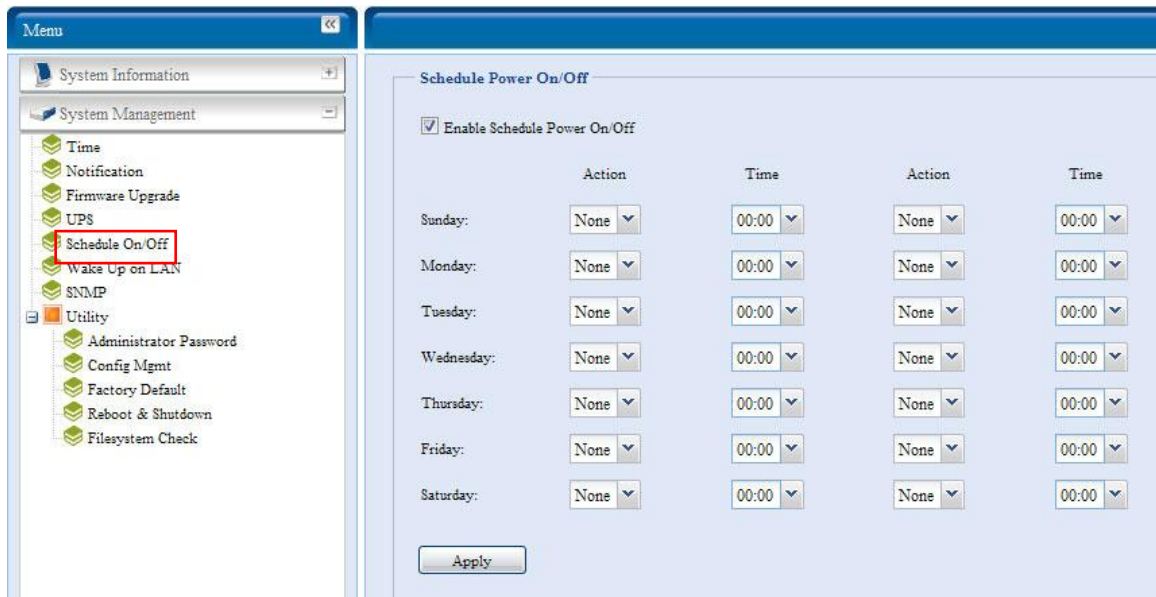 Menu
System Information
System Management
Time
Notification
Firmware Upgrade
UPS
Schedule On/Off
Wake Up on LAN
SNMP
Utility
Administrator Password
Config Mgmt
Factory Default
Reboot & Shutdown
Filesystem Check
Schedule Power On/Off
Enable Schedule Power On/Off
Action Time Action Time
Sunday: None 00:00 None 00:00
Monday: None 00:00 None 00:00
Tuesday: None 00:00 None 00:00
Wednesday: None 00:00 None 00:00
Thursday: None 00:00 None 00:00
Friday: None 00:00 None 00:00
Saturday: None 00:00 None 00:00
Apply